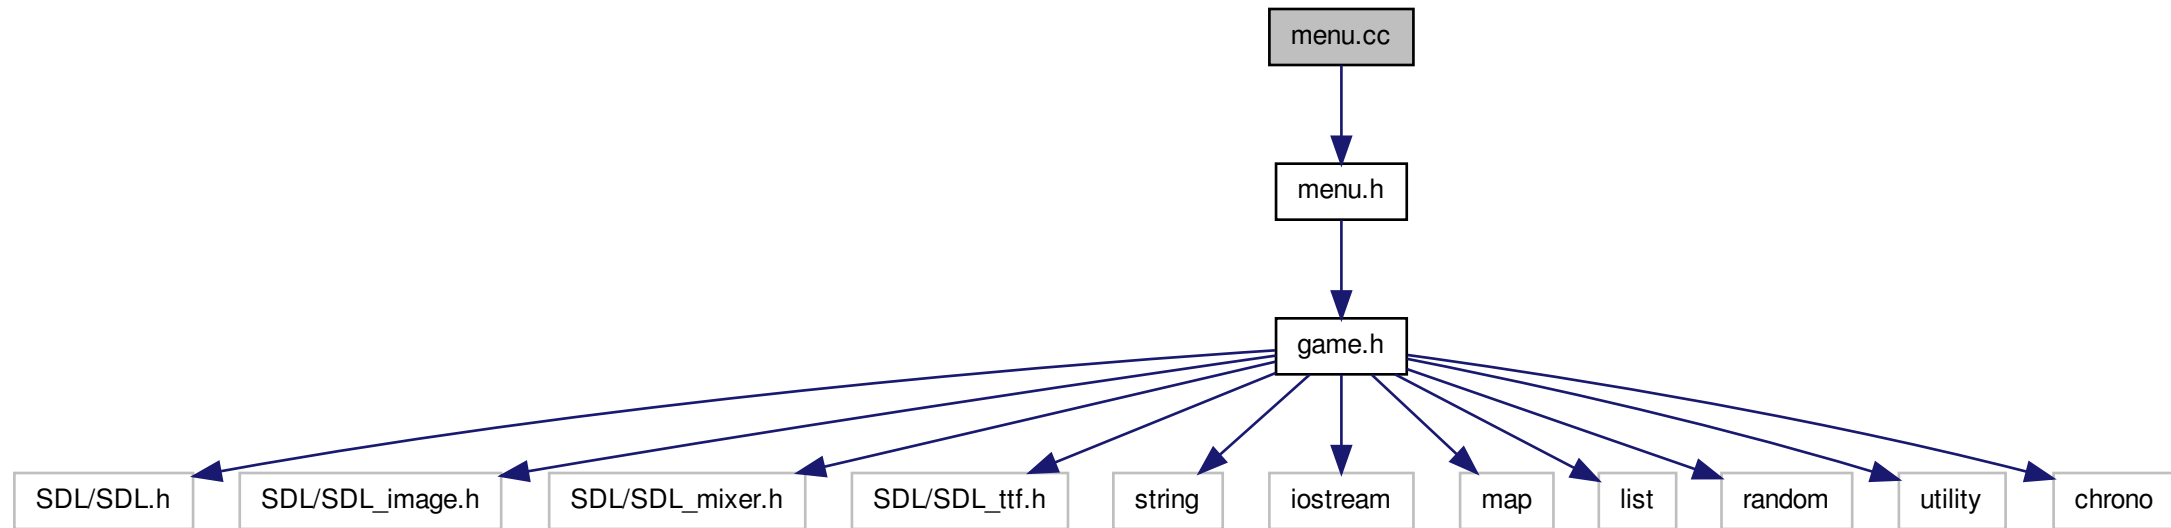 menu.cc
menu.h
game.h
SDL/SDL.h
SDL/SDL_image.h
SDL/SDL_mixer.h
SDL/SDL_ttf.h
string
iostream
map
list
random
utility
chrono